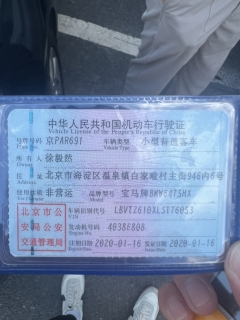 中华人民共和国机动车行驶证
Vehicle License of the People's Republic of China
号牌号码 京PAR691 车辆类型 小型普通客车
Plate No. Vehicle Type
所有人 徐毅然
Owner
住址 北京市海淀区温泉镇白家疃村主街946内6号
Address
使用性质 非营运 品牌型号 宝马牌BMW6475HX
Use Character Model
北京市公安局公安交通管理局
车辆识别代号 LBVTZ610XLST76053
VIN
发动机号码 40386808
Engine No.
注册日期 2020-01-16 发证日期 2020-01-16
Register Date Issue Date